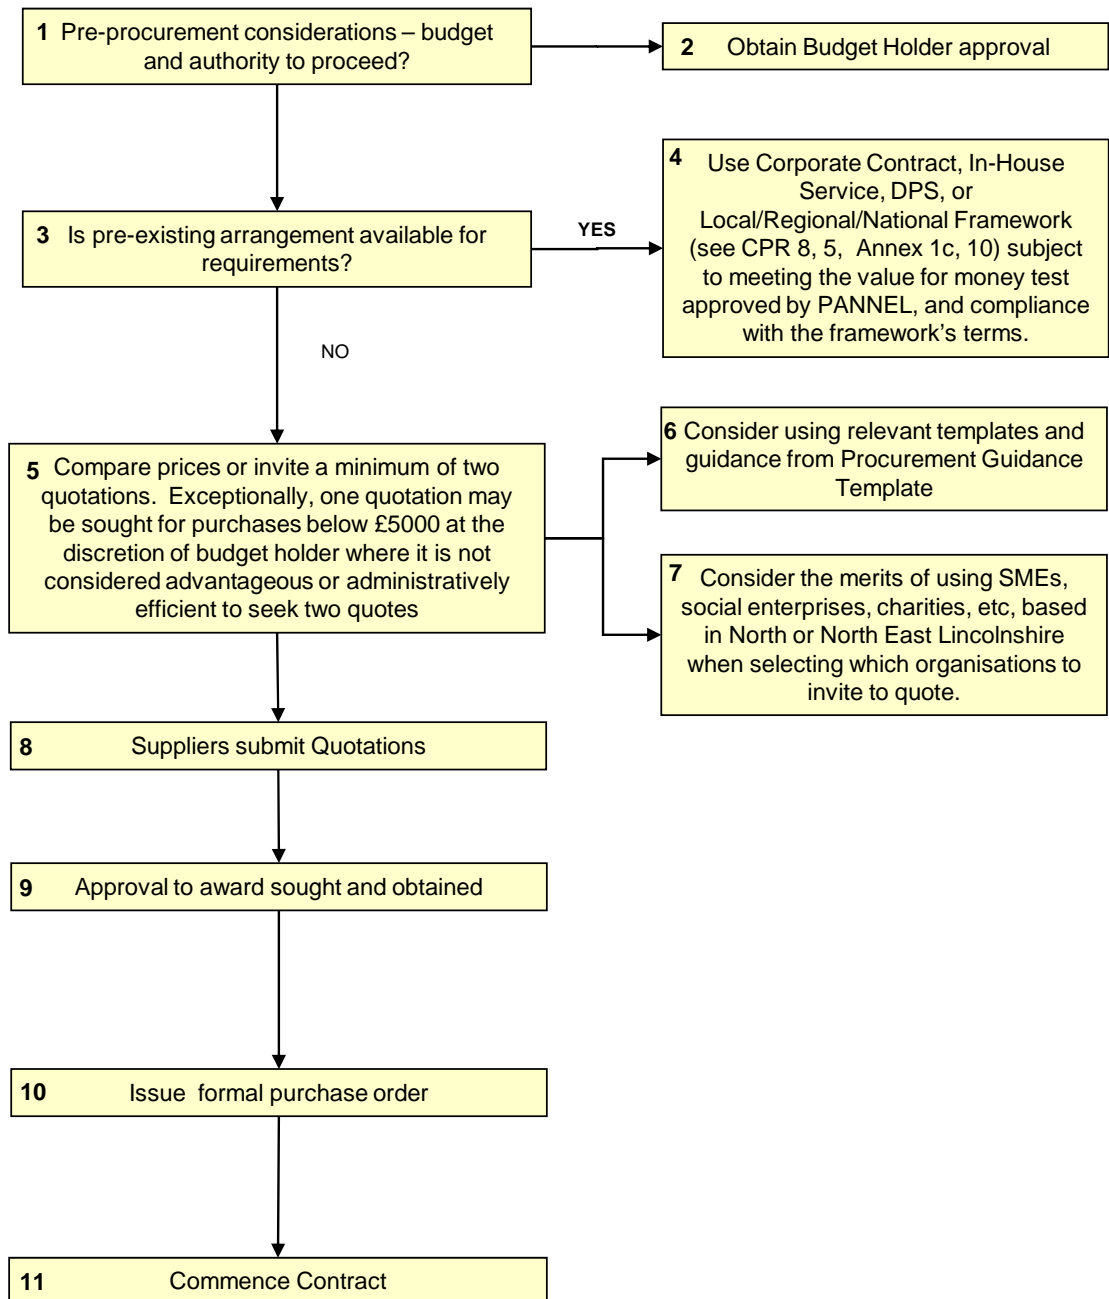 1 Pre-procurement considerations – budget
and authority to proceed?
2 Obtain Budget Holder approval
3 Is pre-existing arrangement available for
requirements?
YES
4 Use Corporate Contract, In-House
Service, DPS, or
Local/Regional/National Framework
(see CPR 8, 5, Annex 1c, 10) subject
to meeting the value for money test
approved by PANNEL, and compliance
with the framework's terms.
NO
5 Compare prices or invite a minimum of two
quotations. Exceptionally, one quotation may
be sought for purchases below £5000 at the
discretion of budget holder where it is not
considered advantageous or administratively
efficient to seek two quotes
6 Consider using relevant templates and
guidance from Procurement Guidance
Template
7 Consider the merits of using SMEs,
social enterprises, charities, etc, based
in North or North East Lincolnshire
when selecting which organisations to
invite to quote.
8 Suppliers submit Quotations
9 Approval to award sought and obtained
10 Issue formal purchase order
11 Commence Contract